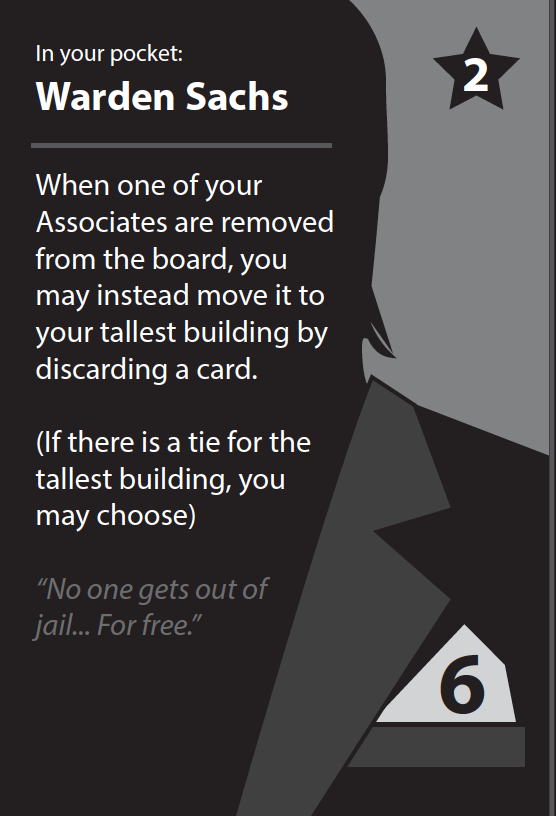 In your pocket:
Warden Sachs
2
When one of your
Associates are removed
from the board, you
may instead move it to
your tallest building by
discarding a card.
(If there is a tie for the
tallest building, you
may choose)
“No one gets out of
jail... For free.”
6